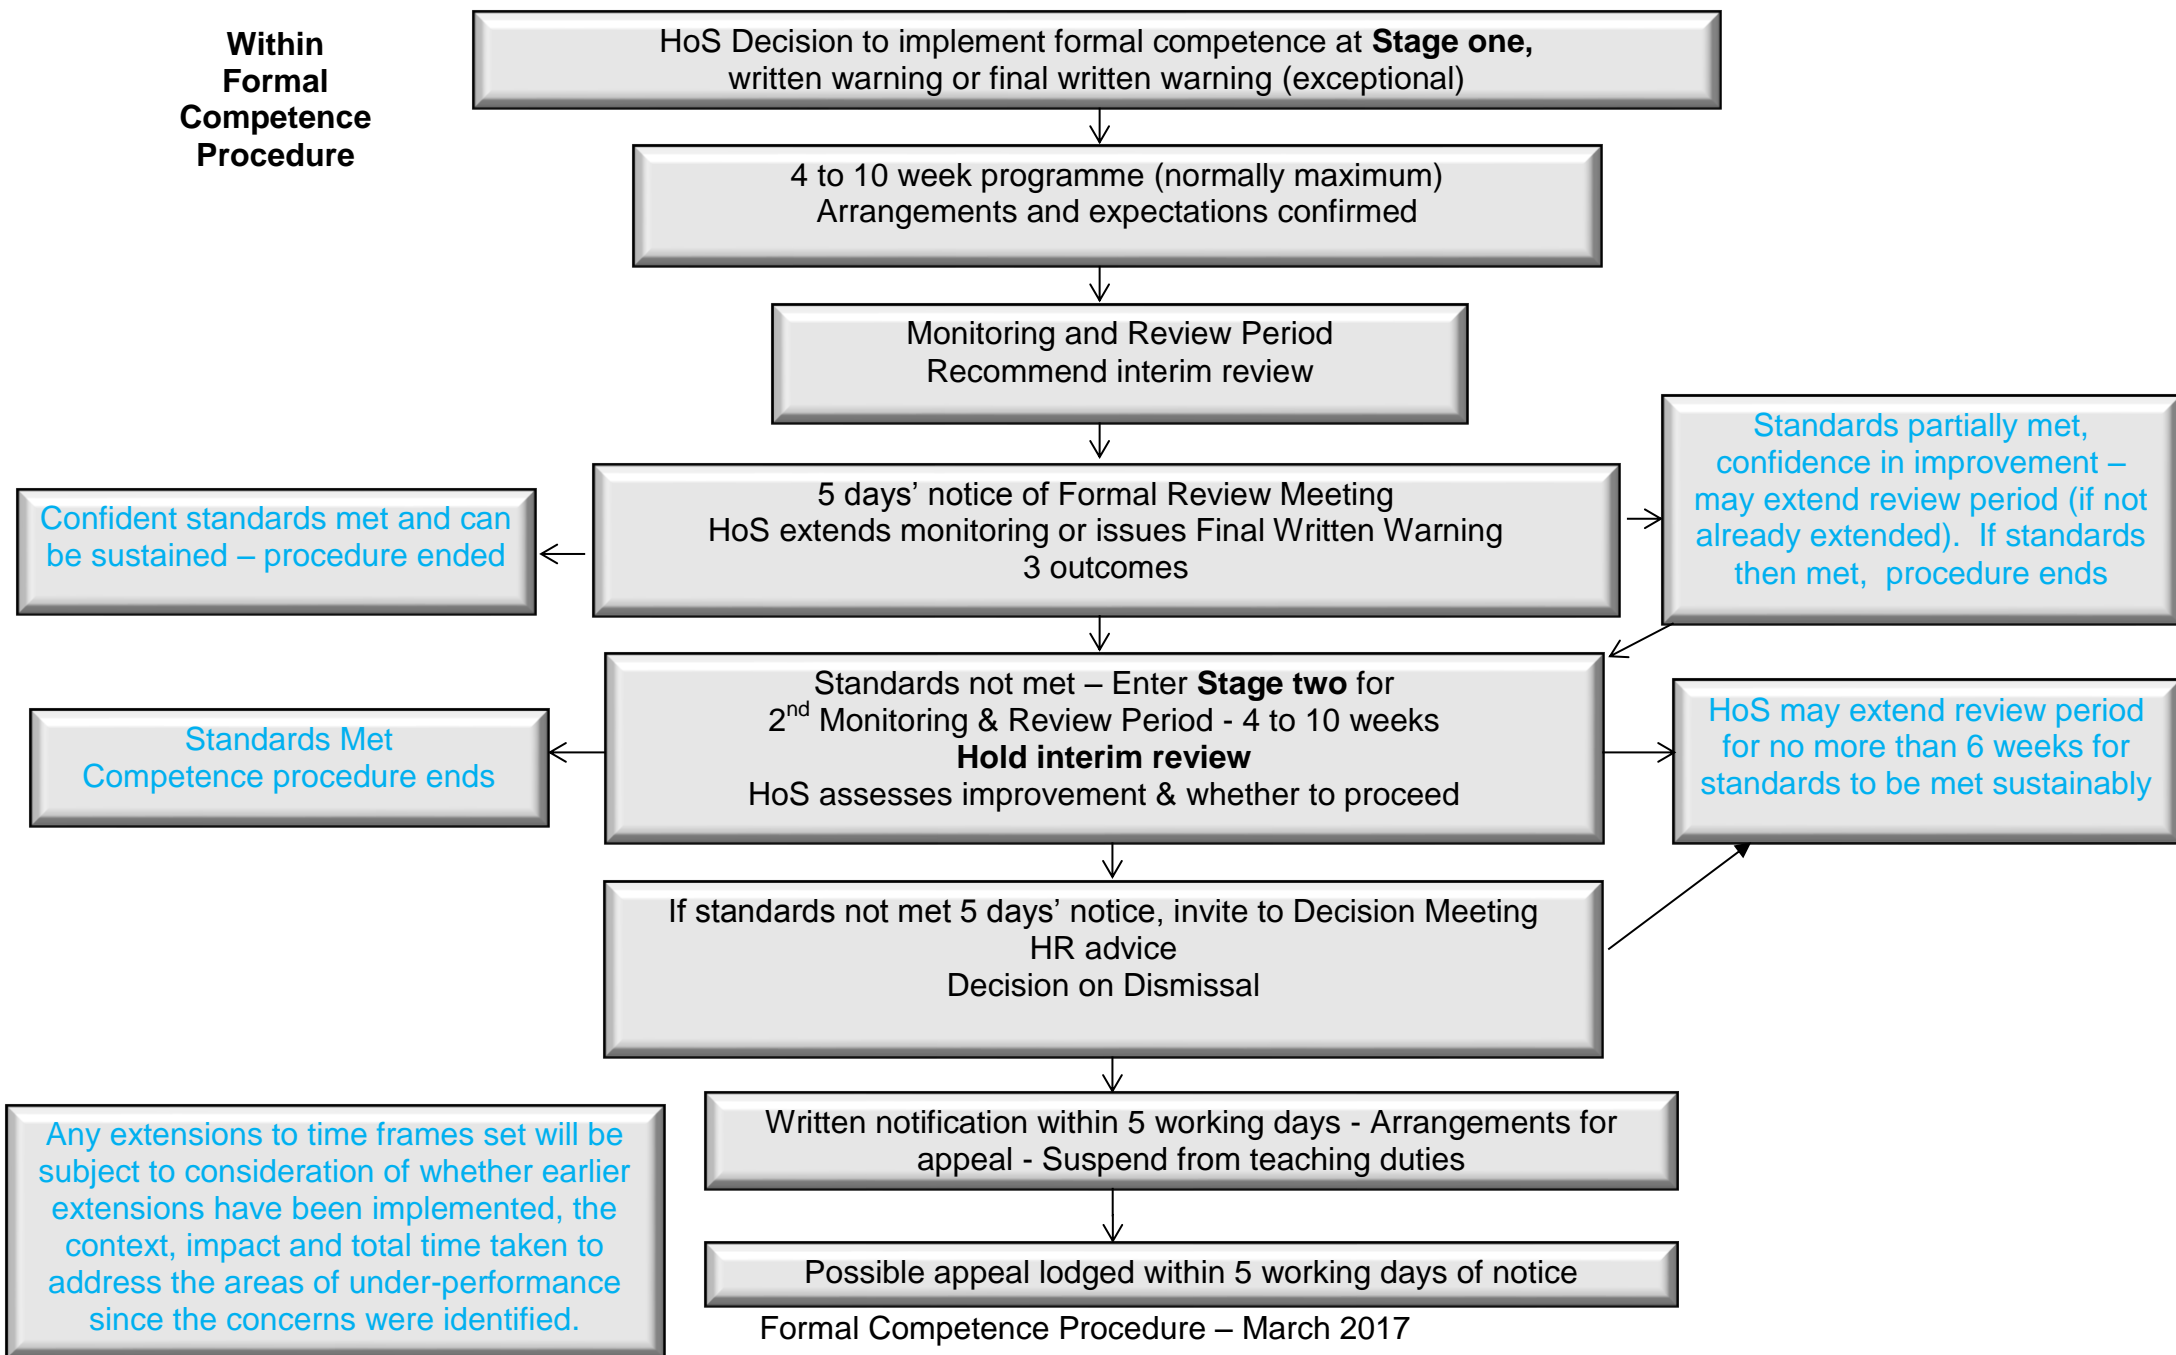 Within
Formal
Competence
Procedure
HoS Decision to implement formal competence at Stage one,
written warning or final written warning (exceptional)
4 to 10 week programme (normally maximum)
Arrangements and expectations confirmed
Monitoring and Review Period
Recommend interim review
5 days’ notice of Formal Review Meeting
HoS extends monitoring or issues Final Written Warning
3 outcomes
Confident standards met and can
be sustained – procedure ended
Standards partially met,
confidence in improvement –
may extend review period (if not
already extended).  If standards
then met,  procedure ends
Standards not met – Enter Stage two for
2nd Monitoring & Review Period - 4 to 10 weeks
Hold interim review
HoS assesses improvement & whether to proceed
Standards Met
Competence procedure ends
HoS may extend review period
for no more than 6 weeks for
standards to be met sustainably
If standards not met 5 days’ notice, invite to Decision Meeting
HR advice
Decision on Dismissal
Written notification within 5 working days - Arrangements for
appeal - Suspend from teaching duties
Possible appeal lodged within 5 working days of notice
Any extensions to time frames set will be
subject to consideration of whether earlier
extensions have been implemented, the
context, impact and total time taken to
address the areas of under-performance
since the concerns were identified.
Formal Competence Procedure – March 2017